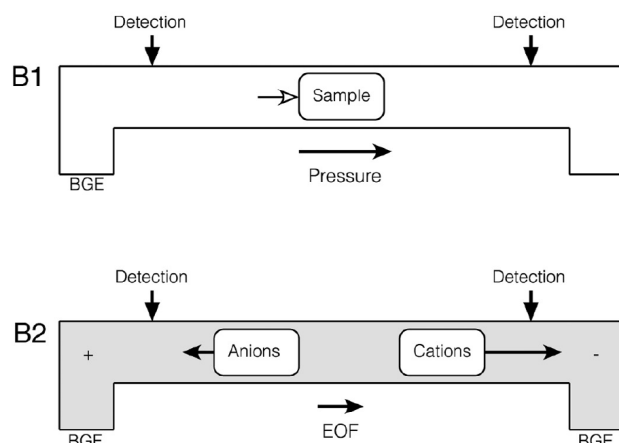 Detection Detection
B1
Sample
BGE
Pressure
Detection Detection
B2
+ Anions Cations -
EOF
BGE BGE